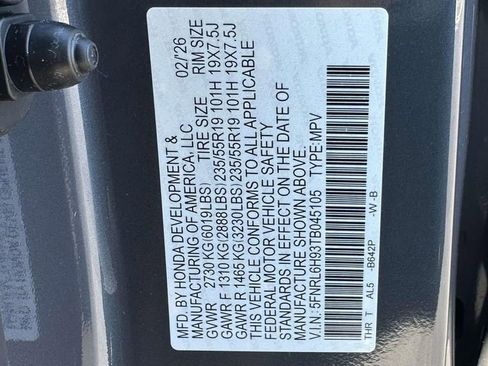 MFD.BY HONDA DEVELOPMENT & 02/26
MANUFACTURING OF AMERICA, LLC
GVWR 2730KG(6019LBS) TIRE SIZE RIM SIZE
GAWR F 1310KG(2888LBS)235/55R19 101H 19X7.5J
GAWR R 1465KG(3230LBS)235/55R19 101H 19X7.5J
THIS VEHICLE CONFORMS TO ALL APPLICABLE
FEDERAL MOTOR VEHICLE SAFETY
STANDARDS IN EFFECT ON THE DATE OF
MANUFACTURE SHOWN ABOVE.
V.I.N.: 5FNRL6H93TB045105 TYPE:MPV
THR T AL5 -B642P -W-B